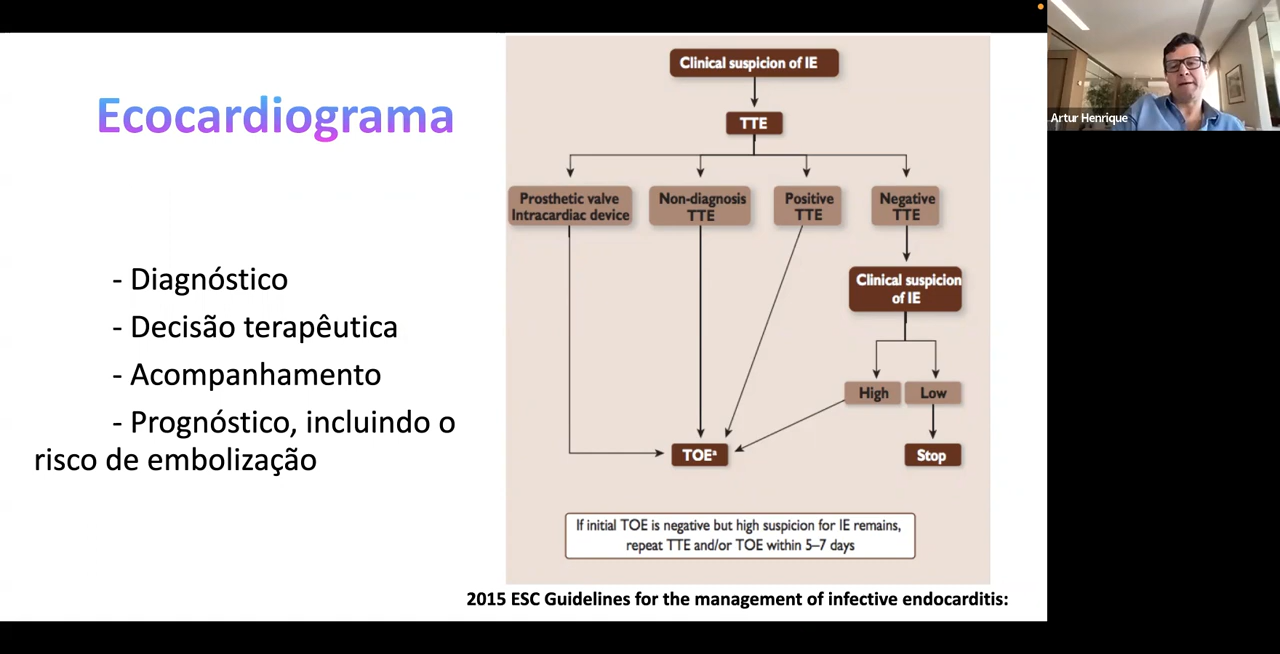 Ecocardiograma
- Diagnóstico
- Decisão terapêutica
- Acompanhamento
- Prognóstico, incluindo o
risco de embolização
Clinical suspicion of IE
TTE
Prosthetic valve
Intracardiac device
Non-diagnosis
TTE
Positive
TTE
Negative
TTE
Clinical suspicion
of IE
High
Low
TOEª
Stop
If initial TOE is negative but high suspicion for IE remains,
repeat TTE and/or TOE within 5–7 days
2015 ESC Guidelines for the management of infective endocarditis:
Artur Henrique